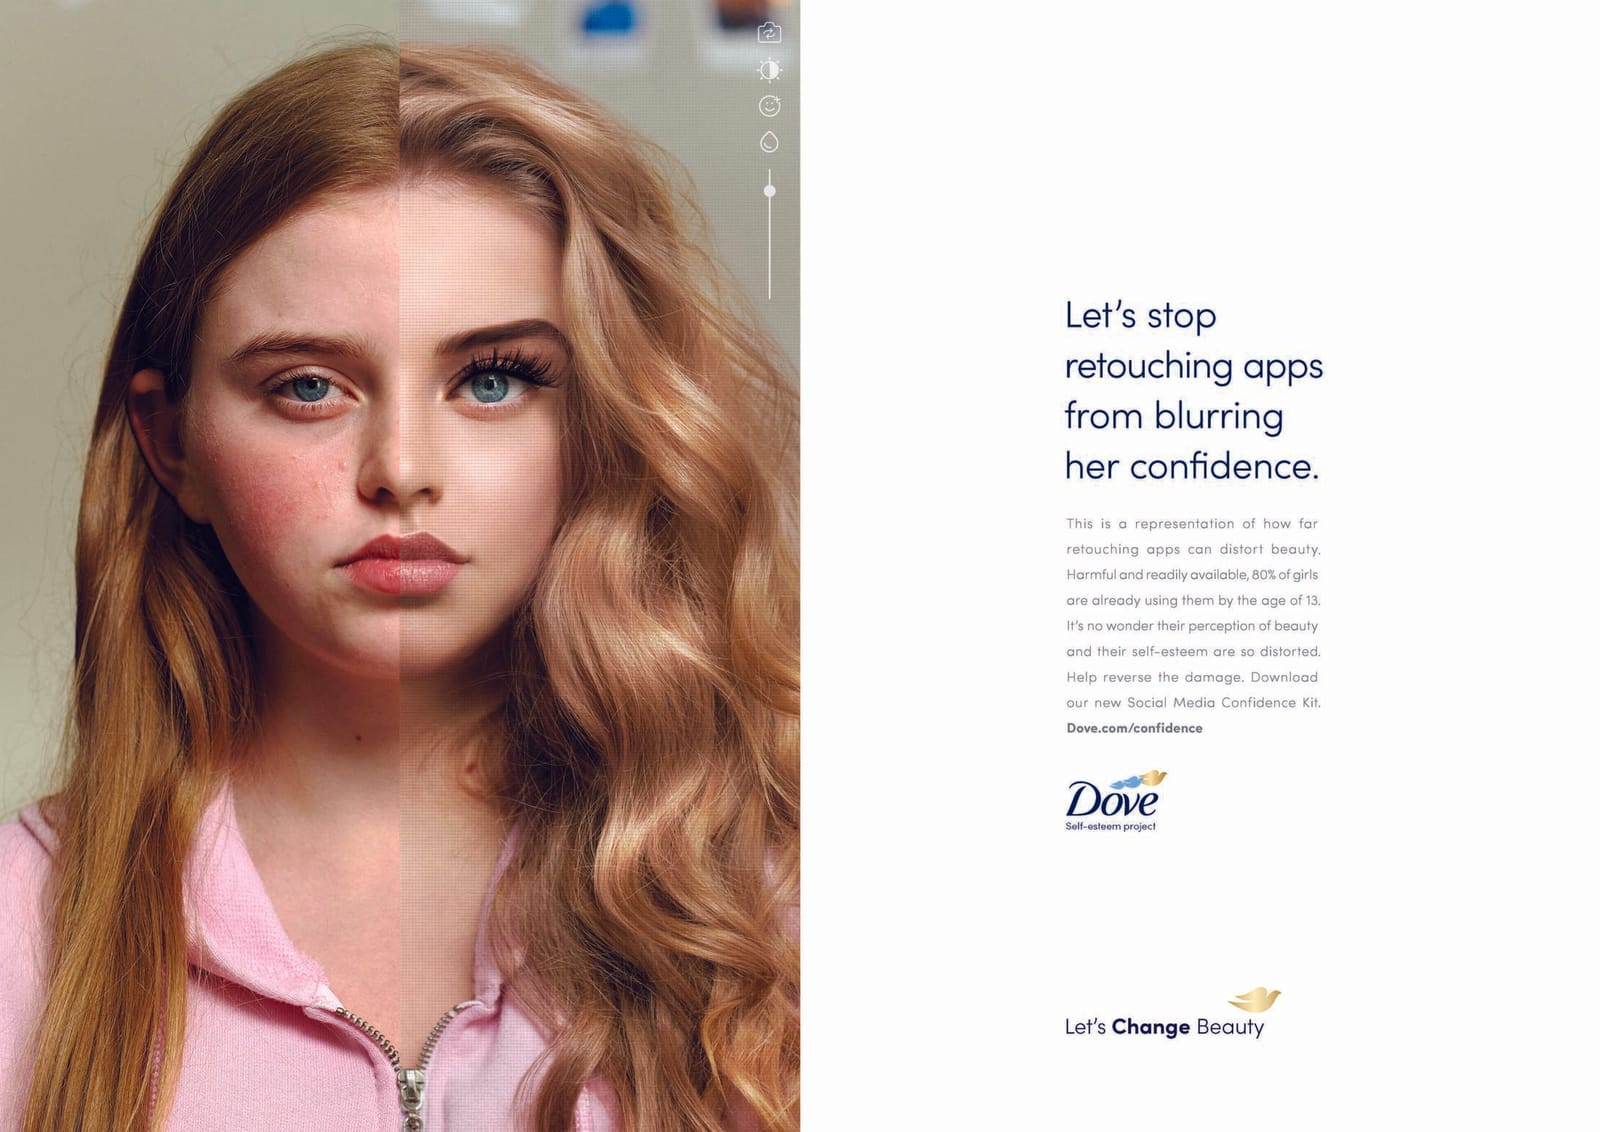 Let's stop
retouching apps
from blurring
her confidence.
This is a representation of how far
retouching apps can distort beauty.
Harmful and readily available, 80% of girls
are already using them by the age of 13.
It's no wonder their perception of beauty
and their self-esteem are so distorted.
Help reverse the damage. Download
our new Social Media Confidence Kit.
Dove.com/confidence
Dove
Self-esteem project
Let's Change Beauty